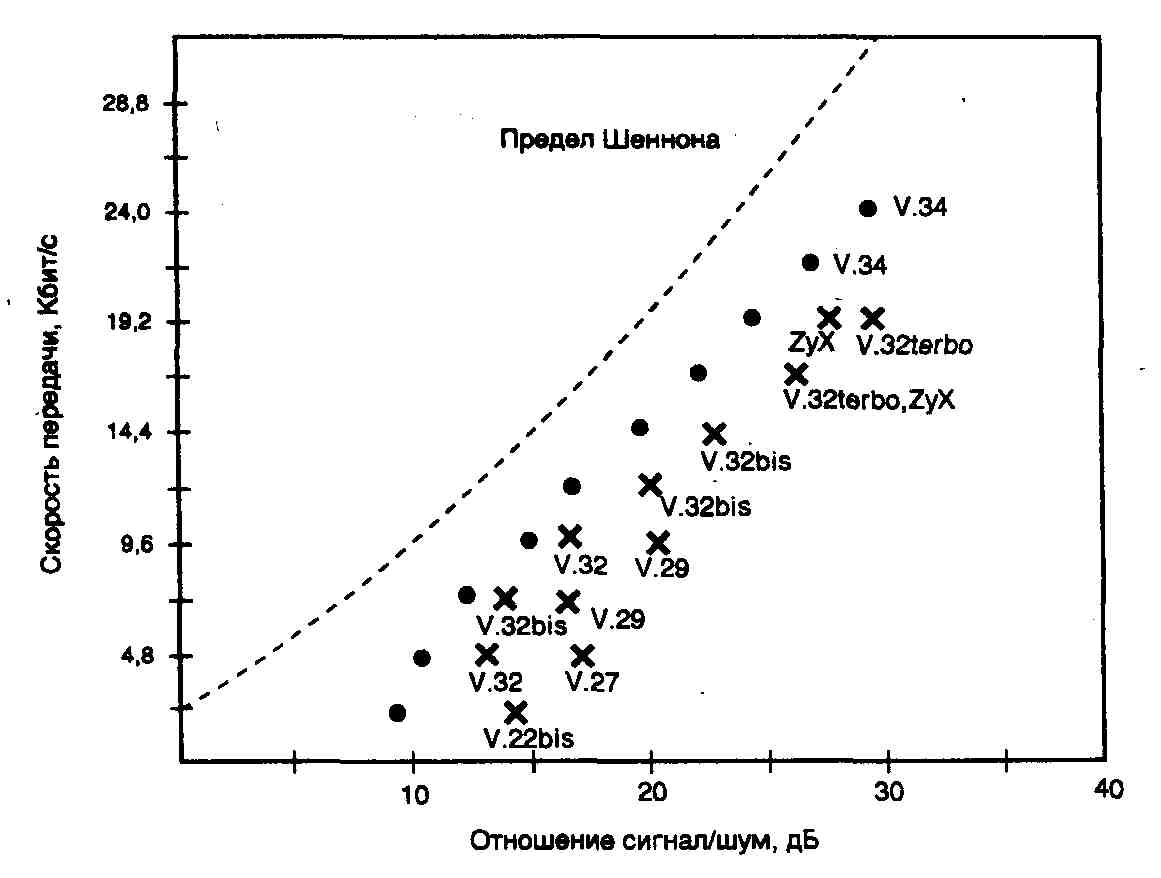 28,8
Предел Шеннона
24,0
V.34
V.34
19,2
ZyX
V.32terbo
V.32terbo,ZyX
14,4
V.32bis
V.32bis
9,6
V.32
V.29
V.32bis
V.29
4,8
V.32
V.27
V.22bis
10
20
30
40
Скорость передачи, Кбит/с
Отношение сигнал/шум, дБ